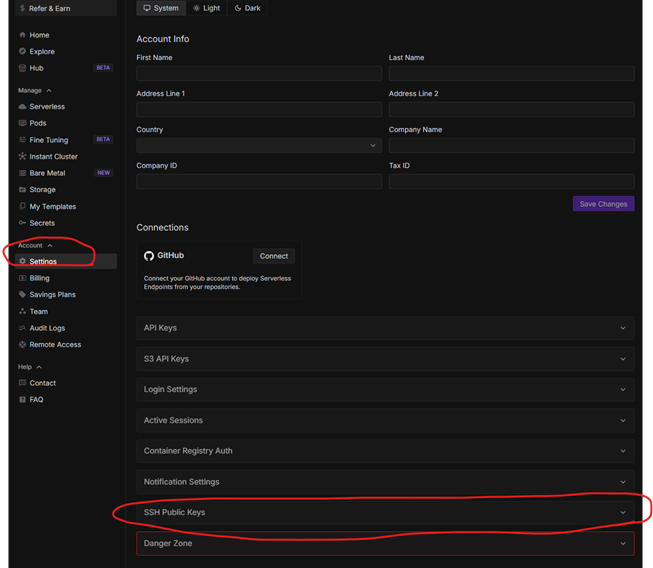 Refer & Earn
Home
Explore
Hub BETA
Manage
Serverless
Pods
Fine Tuning BETA
Instant Cluster
Bare Metal NEW
Storage
My Templates
Secrets
Account
Settings
Billing
Savings Plans
Team
Audit Logs
Remote Access
Help
Contact
FAQ
System Light Dark
Account Info
First Name Last Name
Address Line 1 Address Line 2
Country Company Name
Company ID Tax ID
Save Changes
Connections
GitHub Connect
Connect your GitHub account to deploy Serverless
Endpoints from your repositories.
API Keys
S3 API Keys
Login Settings
Active Sessions
Container Registry Auth
Notification Settings
SSH Public Keys
Danger Zone